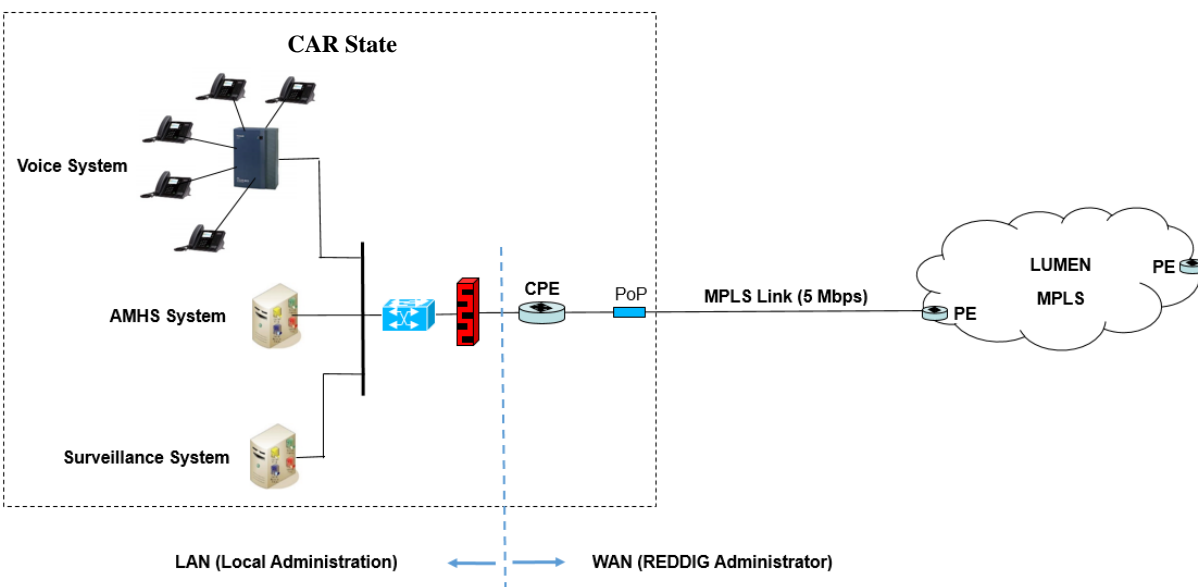 CAR State
Voice System
AMHS System
Surveillance System
CPE
PoP
MPLS Link (5 Mbps)
LUMEN
MPLS
PE
PE
LAN (Local Administration)
WAN (REDDIG Administrator)